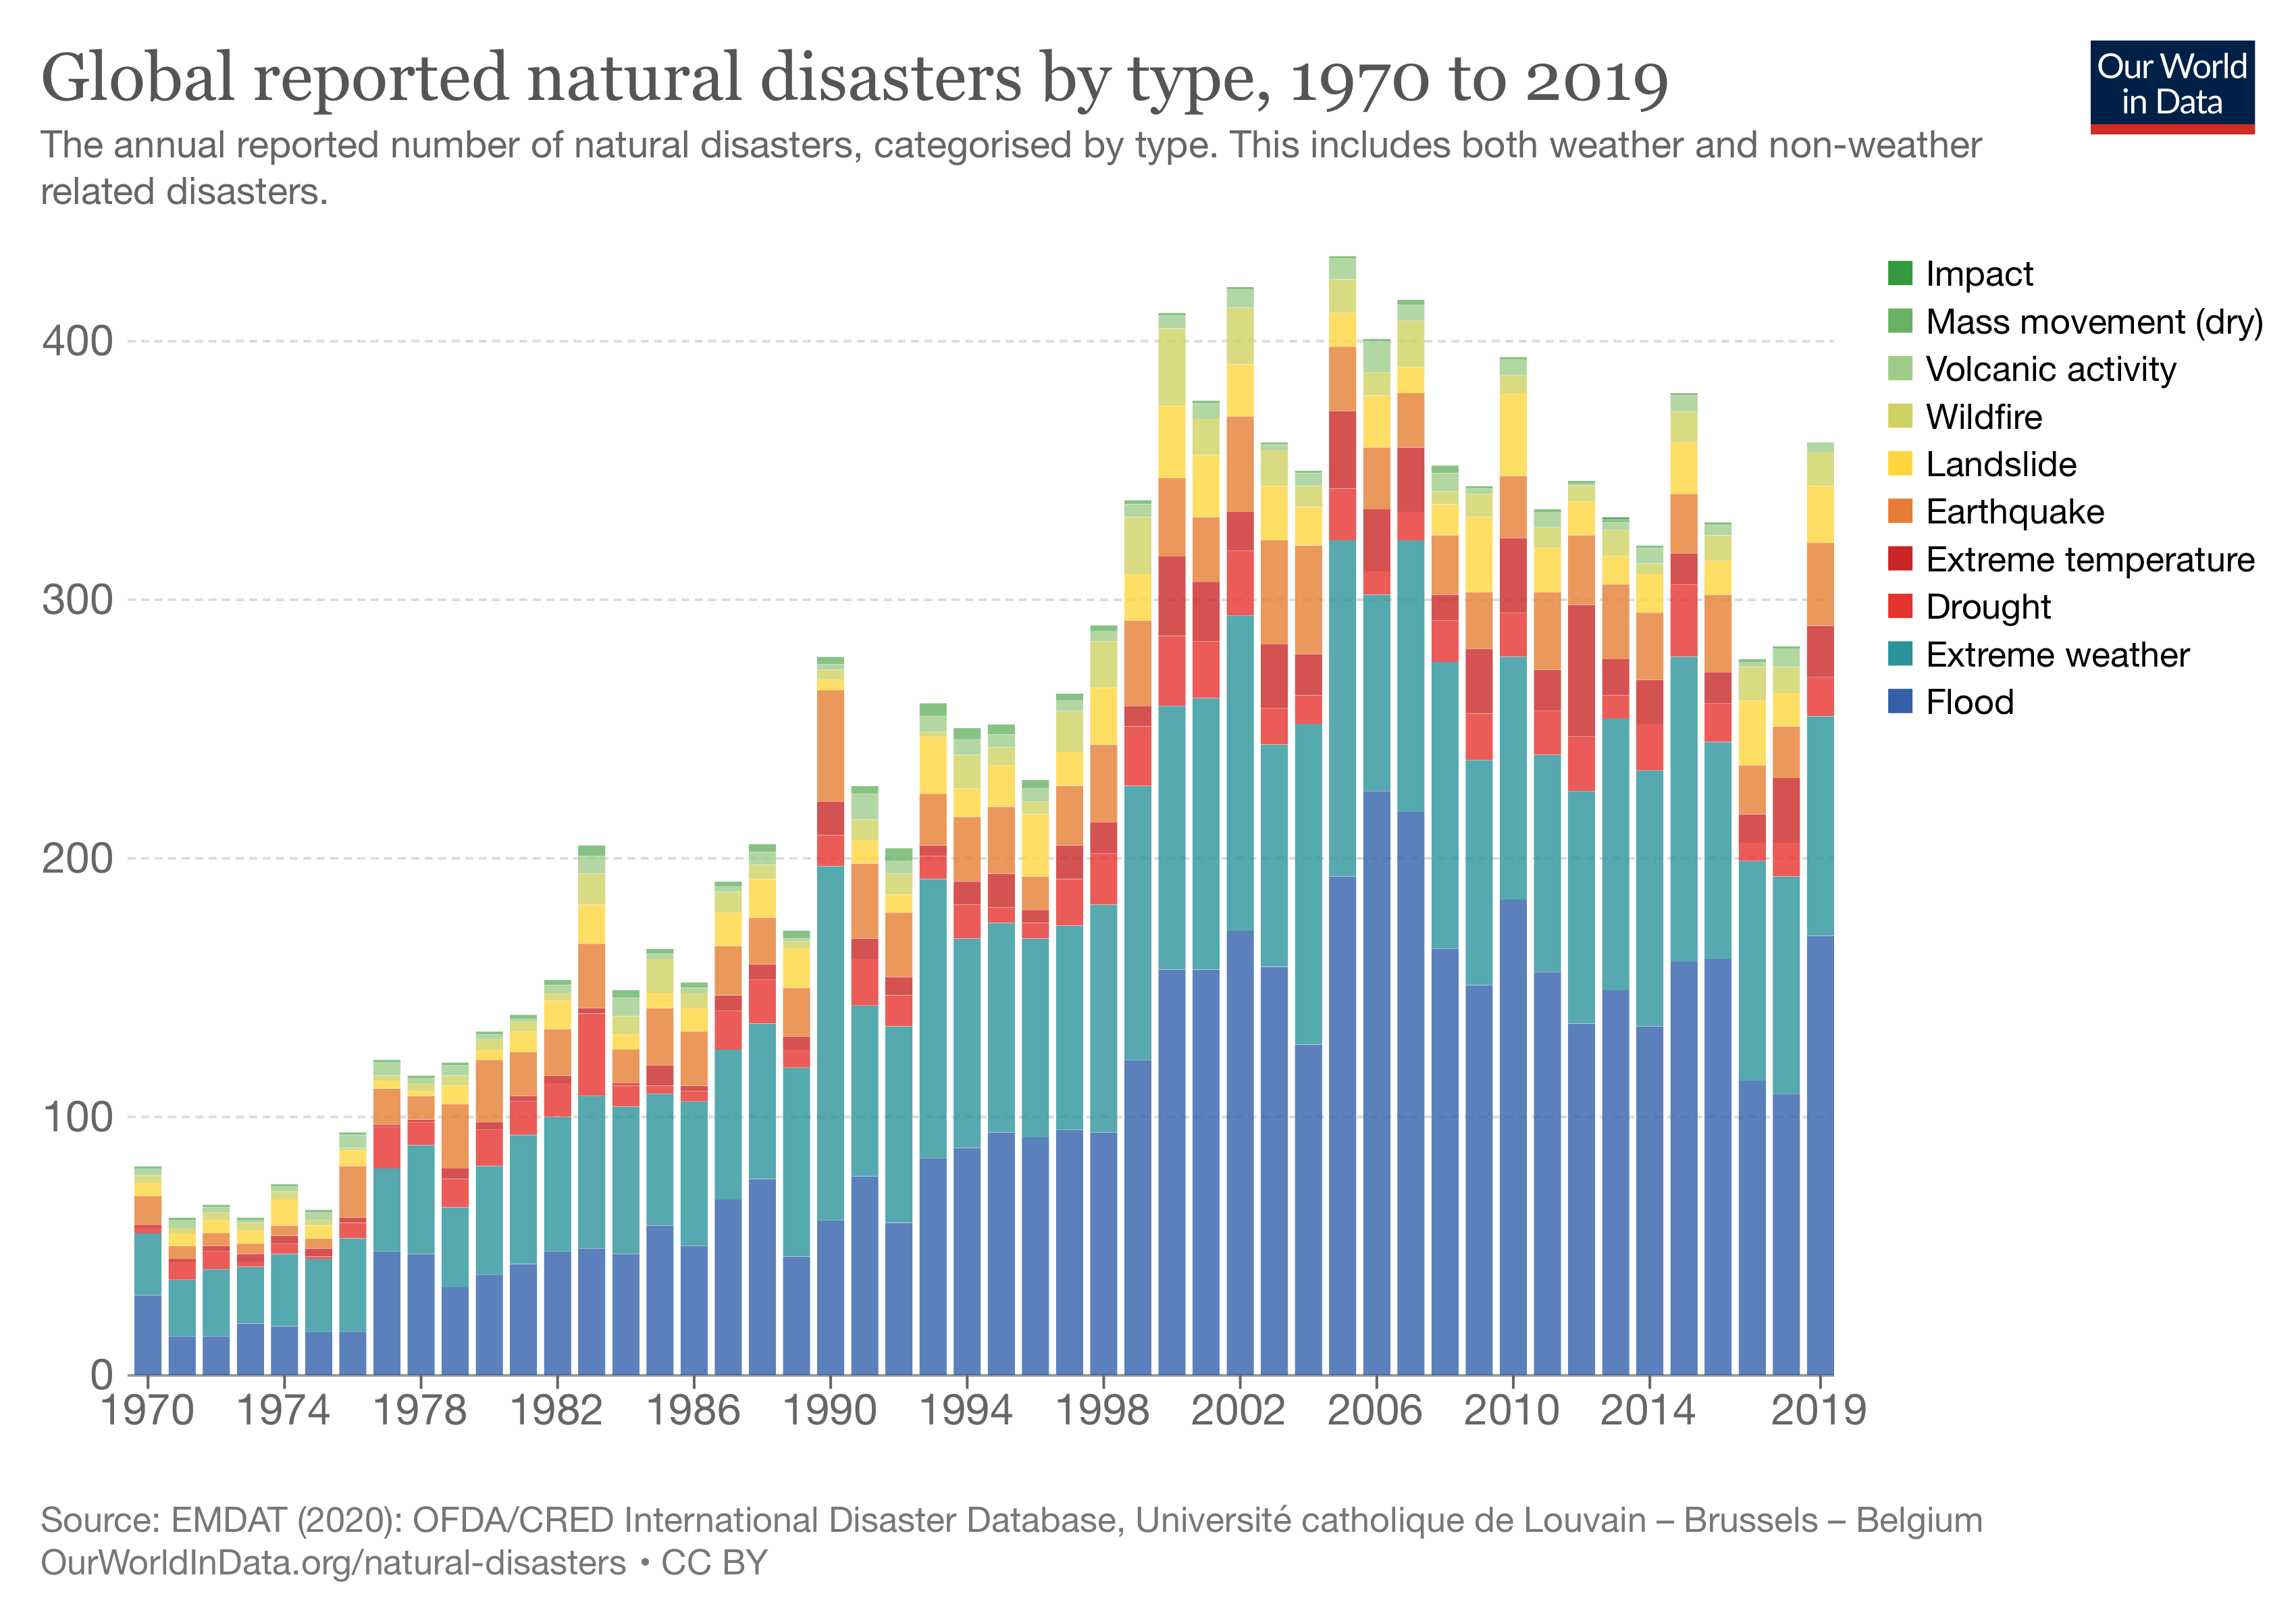 Global reported natural disasters by type, 1970 to 2019
Our World
in Data
The annual reported number of natural disasters, categorised by type. This includes both weather and non-weather
related disasters.
400
300
200
100
0
1970 1974 1978 1982 1986 1990 1994 1998 2002 2006 2010 2014 2019
Impact
Mass movement (dry)
Volcanic activity
Wildfire
Landslide
Earthquake
Extreme temperature
Drought
Extreme weather
Flood
Source: EMDAT (2020): OFDA/CRED International Disaster Database, Université catholique de Louvain – Brussels – Belgium
OurWorldInData.org/natural-disasters • CC BY